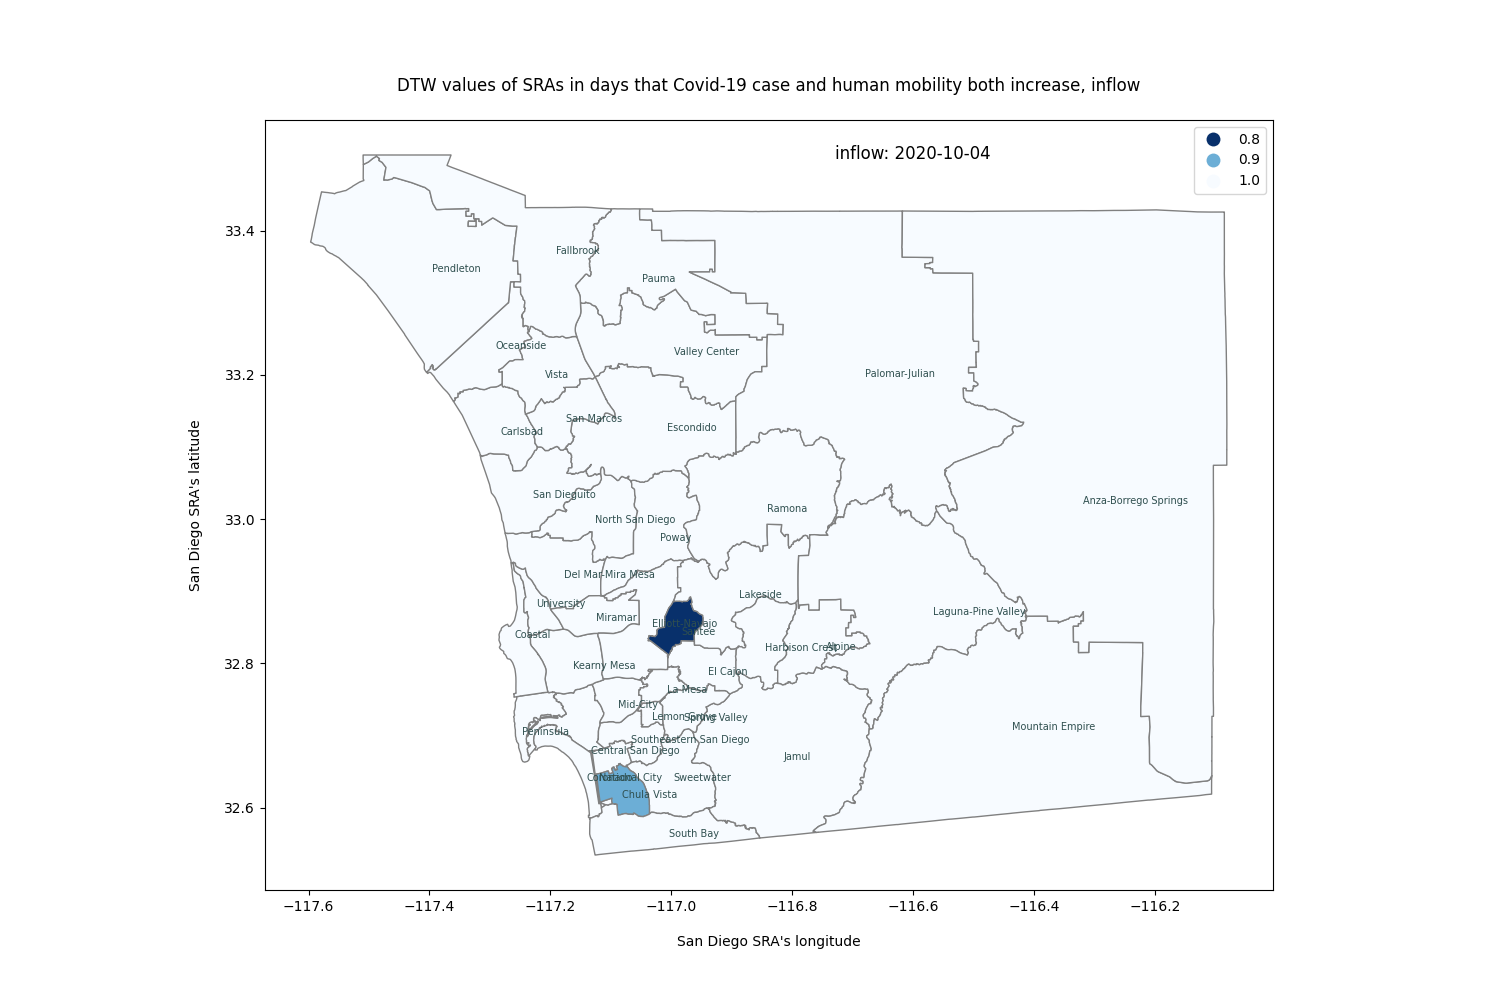 DTW values of SRAs in days that Covid-19 case and human mobility both increase, inflow
inflow: 2020-10-04
0.8
0.9
1.0
San Diego SRA's latitude
33.4
33.2
33.0
32.8
32.6
Fallbrook
Pendleton
Pauma
Oceanside
Valley Center
Vista
Palomar-Julian
San Marcos
Carlsbad
Escondido
San Dieguito
Anza-Borrego Springs
Ramona
North San Diego
Poway
Del Mar-Mira Mesa
Lakeside
University
Laguna-Pine Valley
Miramar
Elliott-Navajo
Santee
Coastal
Harbison Crest
Alpine
Kearny Mesa
El Cajon
La Mesa
Mid-City
Lemon Grove
Spring Valley
Mountain Empire
Peninsula
Southeastern San Diego
Central San Diego
Jamul
Coronado
National City
Sweetwater
Chula Vista
South Bay
−117.6
−117.4
−117.2
−117.0
−116.8
−116.6
−116.4
−116.2
San Diego SRA's longitude